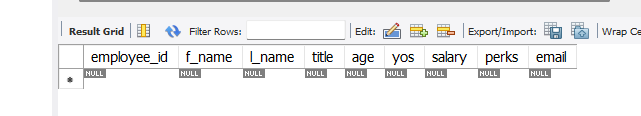 Result Grid Filter Rows: Edit: Export/Import: Wrap Ce
employee_id f_name l_name title age yos salary perks email
NULL NULL NULL NULL NULL NULL NULL NULL NULL